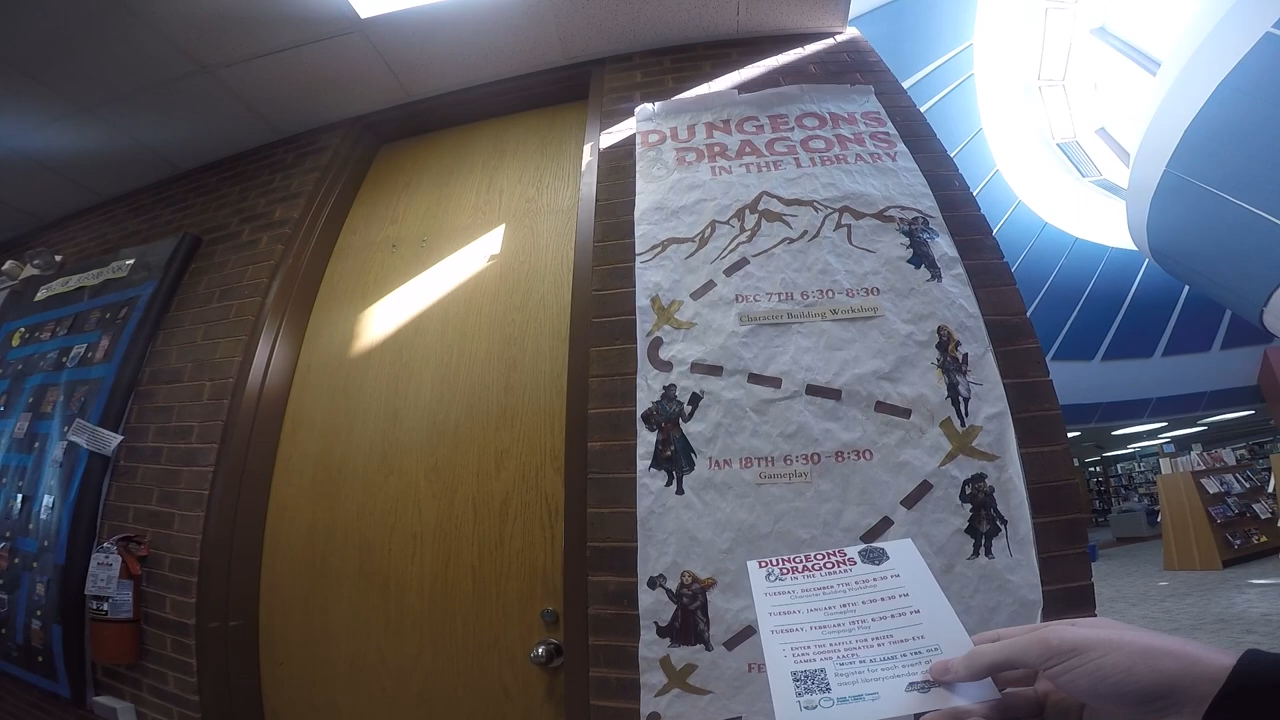 DUNGEONS
DRAGONS
IN THE LIBRARY
DEC 7TH 6:30-8:30
Character Building Workshop
JAN 18TH 6:30-8:30
Gameplay
FE
DUNGEONS
& DRAGONS
IN THE LIBRARY
TUESDAY, DECEMBER 7TH: 6:30-8:30 PM
Character Building Workshop
TUESDAY, JANUARY 18TH: 6:30-8:30 PM
Gameplay
TUESDAY, FEBRUARY 15TH: 6:30-8:30 PM
Campaign Play
• ENTER THE RAFFLE FOR PRIZES
• EARN GOODIES DONATED BY THIRD-EYE
GAMES AND AACPL
*MUST BE AT LEAST 16 YRS. OLD
Register for each event at
aacpl.librarycalendar.c